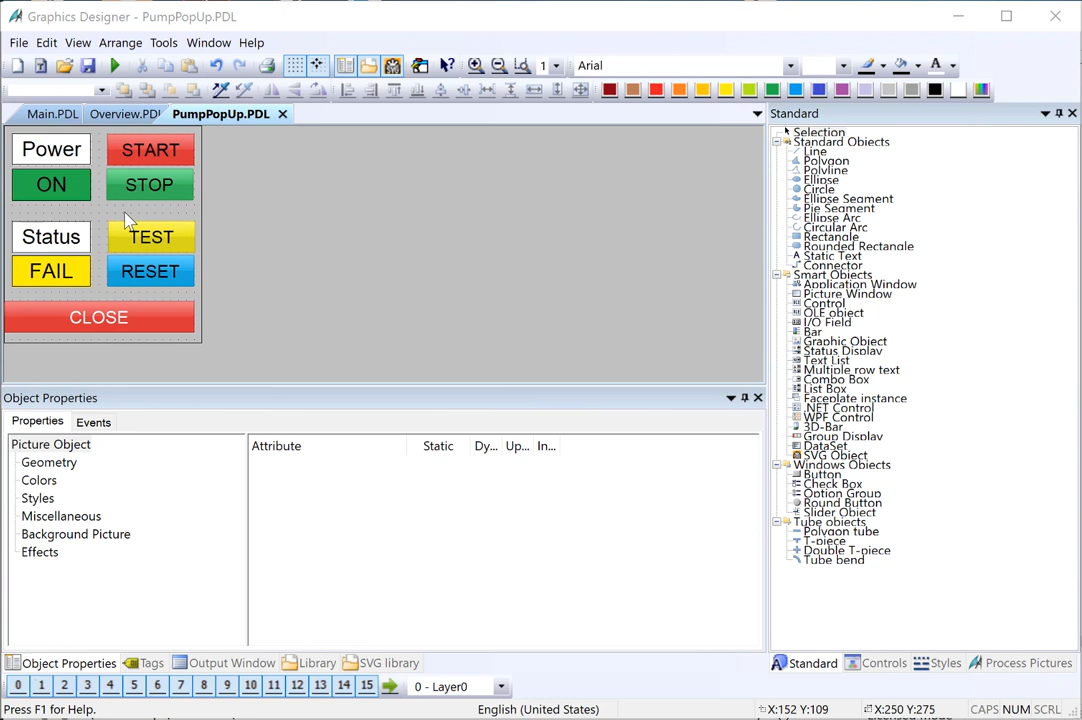 Graphics Designer - PumpPopUp.PDL
File Edit View Arrange Tools Window Help
1 Arial
Main.PDL Overview.PDL PumpPopUp.PDL
Power START
ON STOP
Status TEST
FAIL RESET
CLOSE
Object Properties
Properties Events
Picture Object
Geometry
Colors
Styles
Miscellaneous
Background Picture
Effects
Attribute Static Dy... Up... In...
Object Properties Tags Output Window Library SVG library
0 1 2 3 4 5 6 7 8 9 10 11 12 13 14 15 0 - Layer0
Standard
Selection
Standard Objects
Line
Polygon
Polyline
Ellipse
Circle
Ellipse Segment
Pie Segment
Ellipse Arc
Circular Arc
Rectangle
Rounded Rectangle
Static Text
Connector
Smart Objects
Application Window
Picture Window
Control
OLE object
I/O Field
Bar
Graphic Object
Status Display
Text List
Multiple row text
Combo Box
List Box
Faceplate instance
.NET Control
WPF Control
3D-Bar
Group Display
DataSet
SVG Object
Windows Objects
Button
Check Box
Option Group
Round Button
Slider Object
Tube objects
Polygon tube
T-piece
Double T-piece
Tube bend
Standard Controls Styles Process Pictures
Press F1 for Help. English (United States) X:152 Y:109 X:250 Y:275 CAPS NUM SCRL